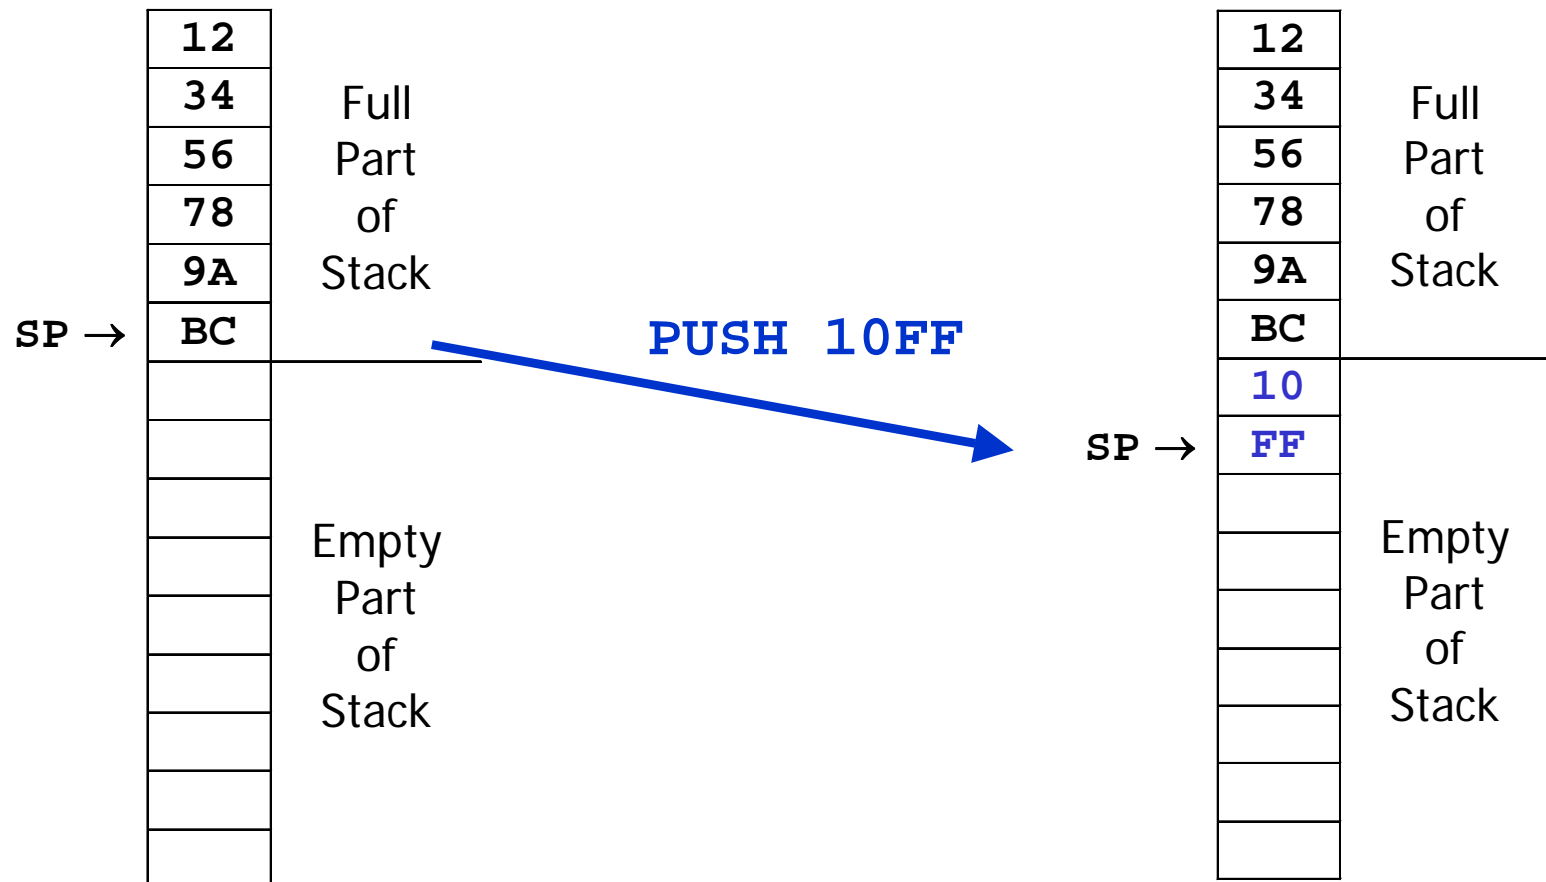 12
34
56
78
9A
SP → BC
Full
Part
of
Stack
Empty
Part
of
Stack
PUSH 10FF
12
34
56
78
9A
BC
10
SP → FF
Full
Part
of
Stack
Empty
Part
of
Stack